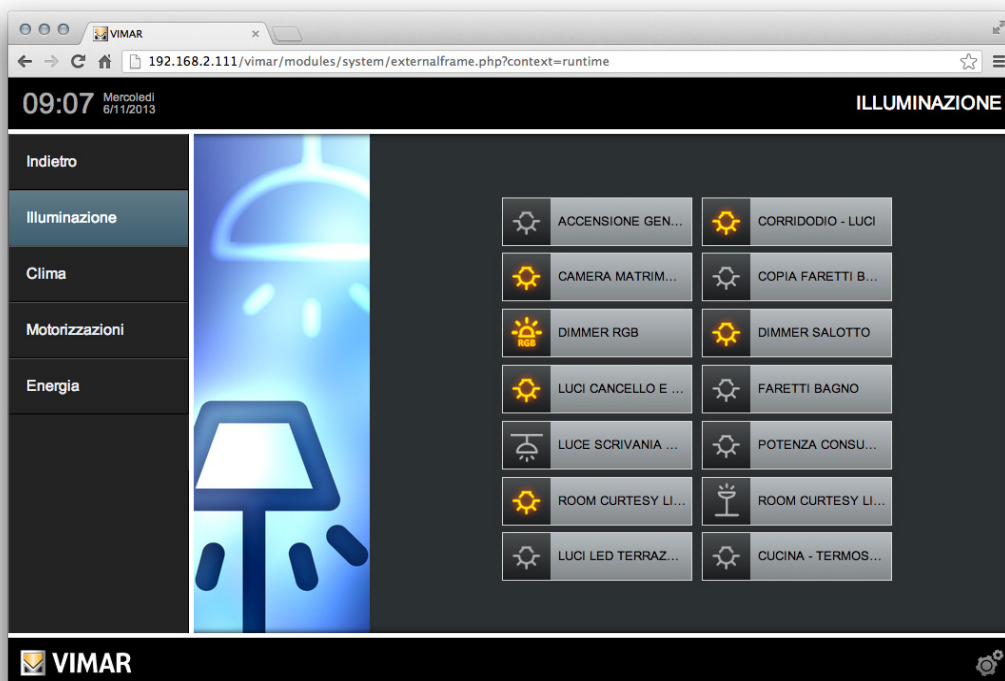 VIMAR
192.168.2.111/vimar/modules/system/externalframe.php?context=runtime
09:07 Mercoledì 6/11/2013
ILLUMINAZIONE
Indietro
Illuminazione
Clima
Motorizzazioni
Energia
ACCENSIONE GEN... CORRIDODIO - LUCI
CAMERA MATRIM... COPIA FARETTI B...
DIMMER RGB DIMMER SALOTTO
RGB
LUCI CANCELLO E ... FARETTI BAGNO
LUCE SCRIVANIA ... POTENZA CONSU...
ROOM CURTESY LI... ROOM CURTESY LI...
LUCI LED TERRAZ... CUCINA - TERMOS...
VIMAR